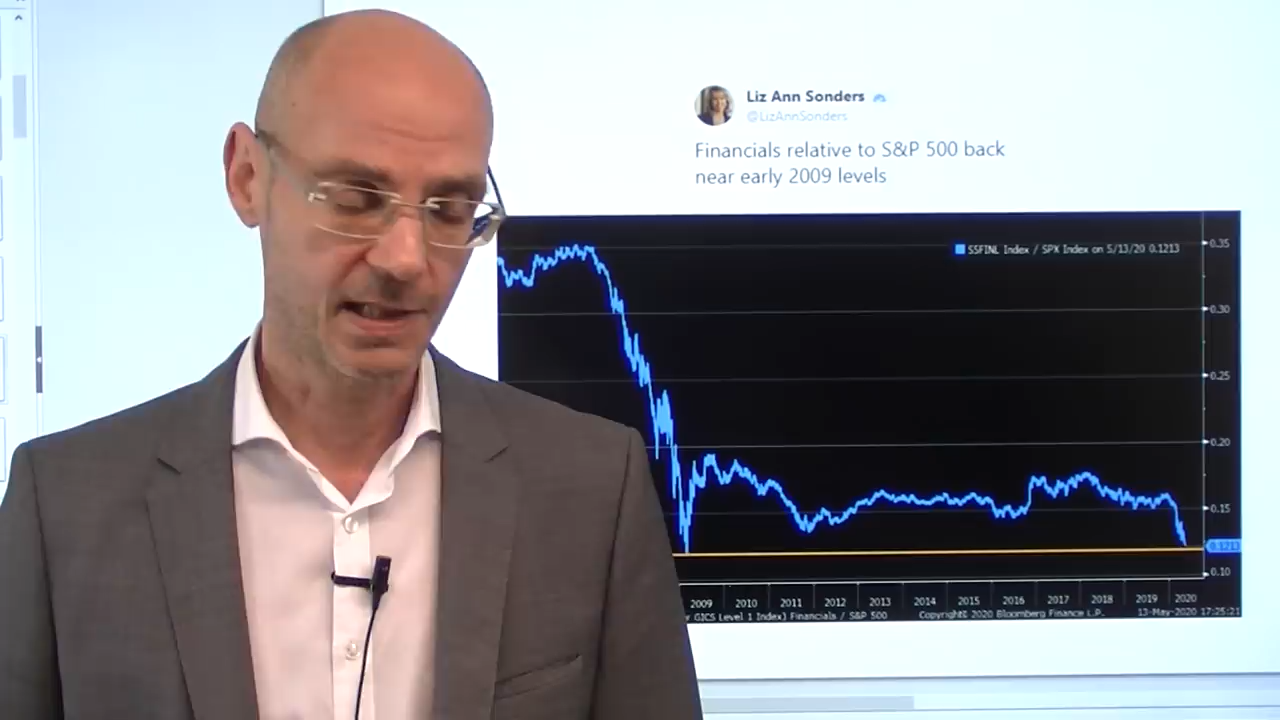 Liz Ann Sonders
@LizAnnSonders
Financials relative to S&P 500 back
near early 2009 levels
SSFINL Index / SPX Index on 5/13/20 0.1213
0.35
0.30
0.25
0.20
0.15
0.1213
0.10
2009 2010 2011 2012 2013 2014 2015 2016 2017 2018 2019 2020
GICS Level 1 Index) Financials / S&P 500 Copyright© 2020 Bloomberg Finance L.P. 13-May-2020 17:25:21